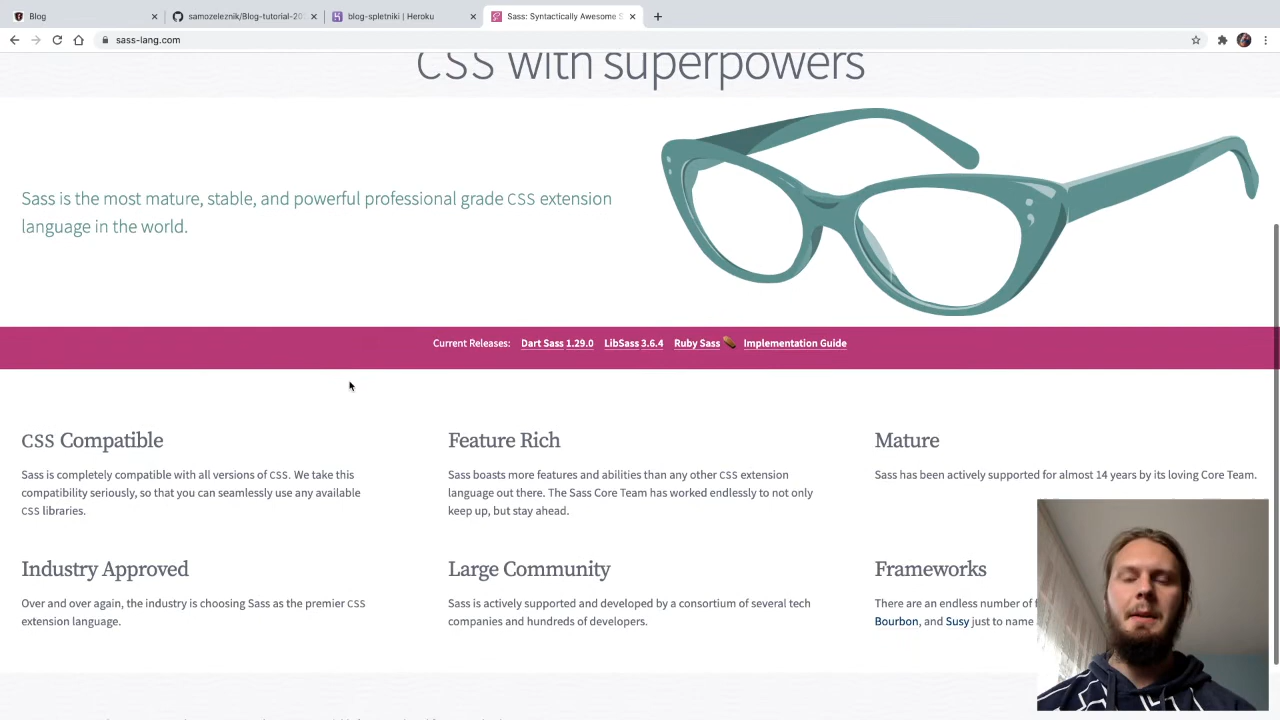 Blog
samozeleznik/Blog-tutorial-20
blog-spletniki | Heroku
Sass: Syntactically Awesome S
sass-lang.com
CSS with superpowers
Sass is the most mature, stable, and powerful professional grade CSS extension
language in the world.
Current Releases: Dart Sass 1.29.0 LibSass 3.6.4 Ruby Sass Implementation Guide
CSS Compatible
Sass is completely compatible with all versions of CSS. We take this
compatibility seriously, so that you can seamlessly use any available
CSS libraries.
Feature Rich
Sass boasts more features and abilities than any other CSS extension
language out there. The Sass Core Team has worked endlessly to not only
keep up, but stay ahead.
Mature
Sass has been actively supported for almost 14 years by its loving Core Team.
Industry Approved
Over and over again, the industry is choosing Sass as the premier CSS
extension language.
Large Community
Sass is actively supported and developed by a consortium of several tech
companies and hundreds of developers.
Frameworks
There are an endless number of
Bourbon, and Susy just to name